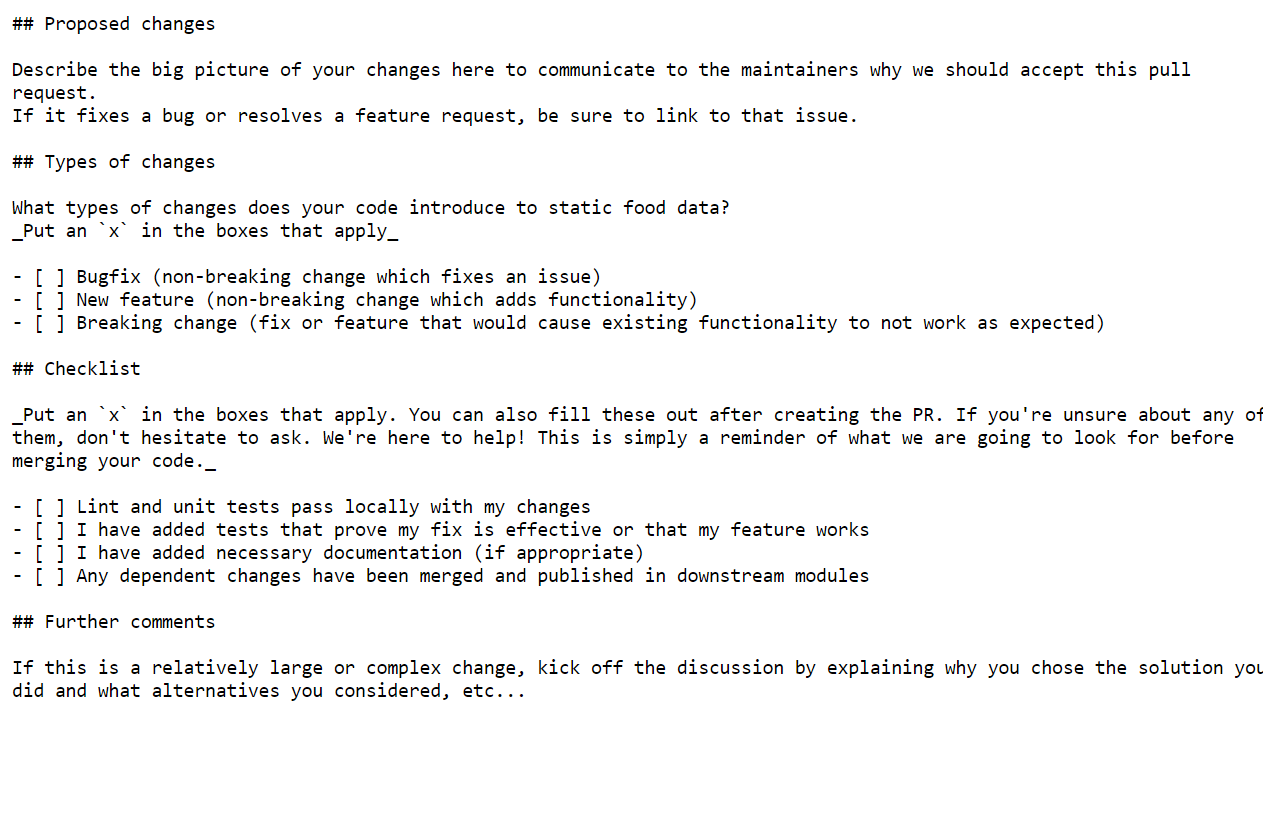 ## Proposed changes

Describe the big picture of your changes here to communicate to the maintainers why we should accept this pull
request.
If it fixes a bug or resolves a feature request, be sure to link to that issue.

## Types of changes

What types of changes does your code introduce to static food data?
_Put an `x` in the boxes that apply_

- [ ] Bugfix (non-breaking change which fixes an issue)
- [ ] New feature (non-breaking change which adds functionality)
- [ ] Breaking change (fix or feature that would cause existing functionality to not work as expected)

## Checklist

_Put an `x` in the boxes that apply. You can also fill these out after creating the PR. If you're unsure about any of
them, don't hesitate to ask. We're here to help! This is simply a reminder of what we are going to look for before
merging your code._

- [ ] Lint and unit tests pass locally with my changes
- [ ] I have added tests that prove my fix is effective or that my feature works
- [ ] I have added necessary documentation (if appropriate)
- [ ] Any dependent changes have been merged and published in downstream modules

## Further comments

If this is a relatively large or complex change, kick off the discussion by explaining why you chose the solution you
did and what alternatives you considered, etc...